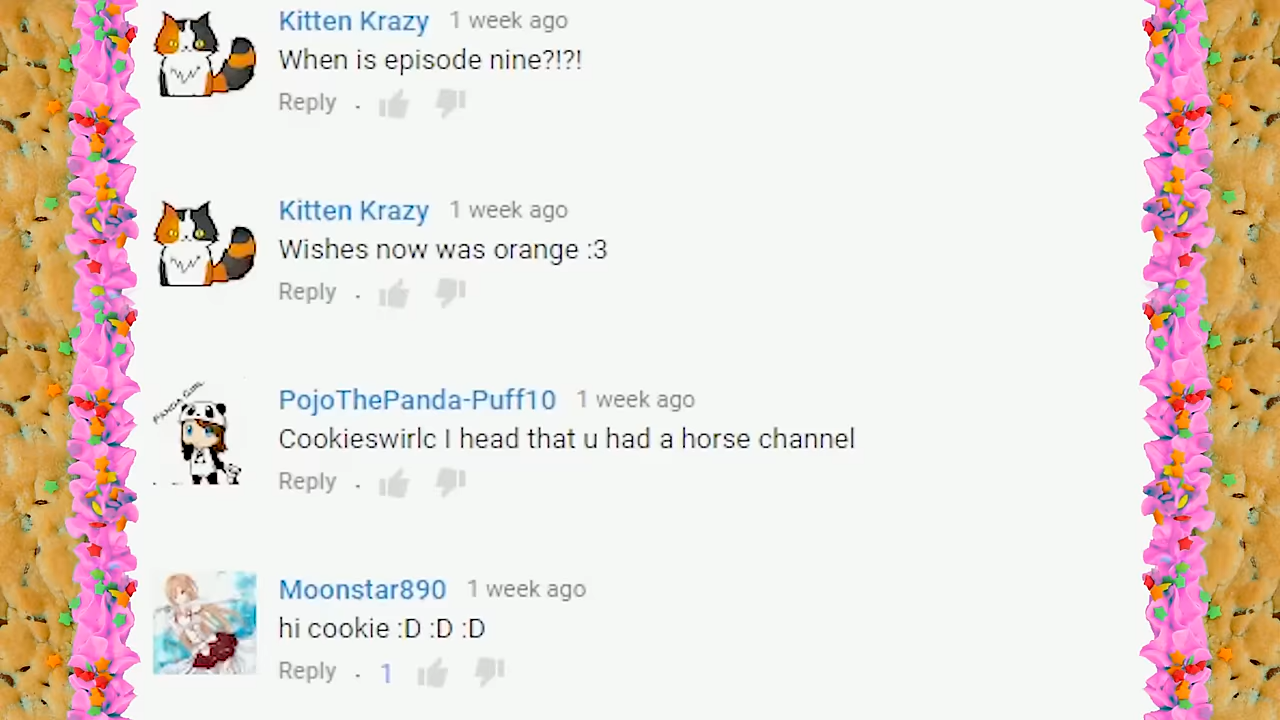 Kitten Krazy 1 week ago
When is episode nine?!?!
Reply .
Kitten Krazy 1 week ago
Wishes now was orange :3
Reply .
PANDA GIRL
PojoThePanda-Puff10 1 week ago
Cookieswirlc I head that u had a horse channel
Reply .
Moonstar890 1 week ago
hi cookie :D :D :D
Reply . 1